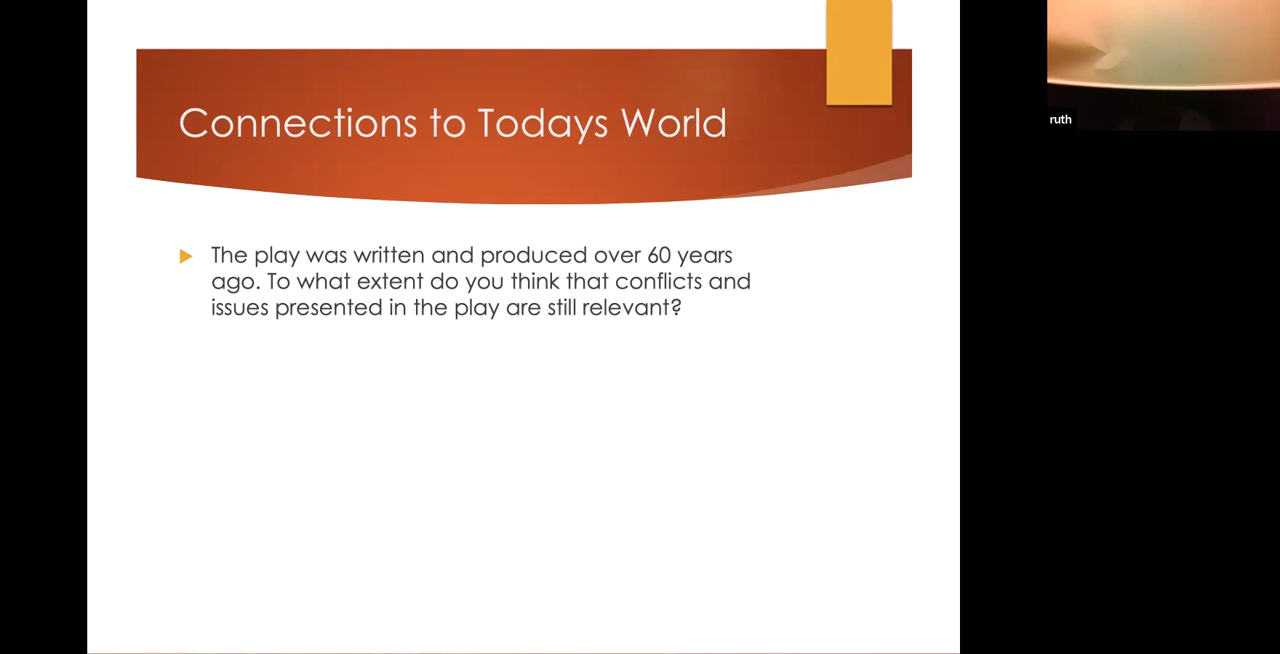 Connections to Todays World
The play was written and produced over 60 years
ago. To what extent do you think that conflicts and
issues presented in the play are still relevant?
ruth